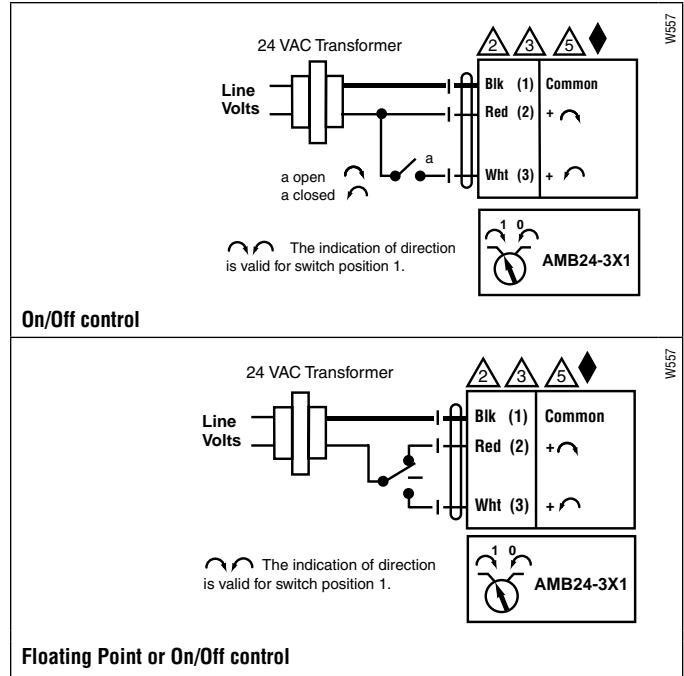 W557
24 VAC Transformer
2 3 5
Line
Volts
Blk (1) Common
Red (2) +
a
Wht (3) +
a open
a closed
1 0
AMB24-3X1
The indication of direction
is valid for switch position 1.
On/Off control
W557
24 VAC Transformer
2 3 5
Line
Volts
Blk (1) Common
Red (2) +
Wht (3) +
1 0
AMB24-3X1
The indication of direction
is valid for switch position 1.
Floating Point or On/Off control